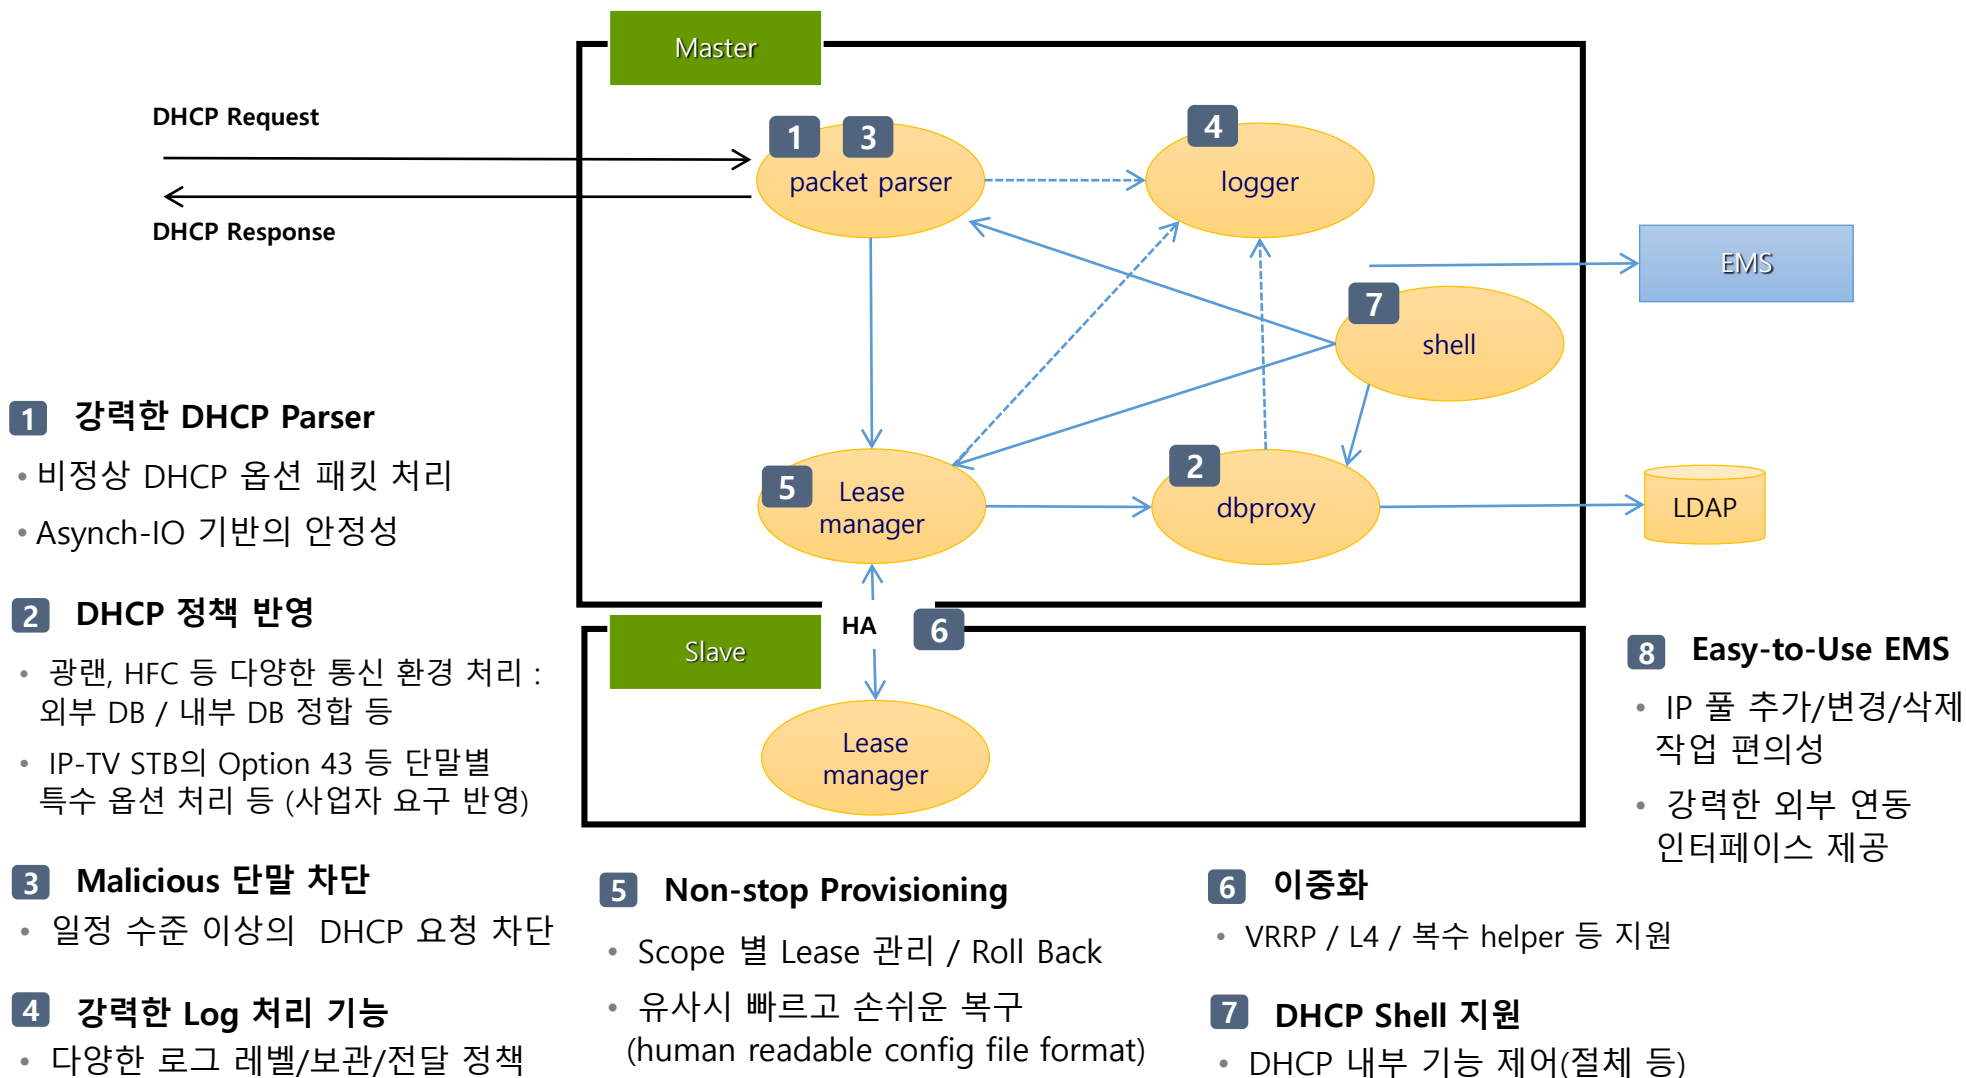 Master
DHCP Request
DHCP Response
1 3
packet parser
4
logger
EMS
7
shell
5
Lease
manager
2
dbproxy
LDAP
HA
6
Slave
Lease
manager
1 강력한 DHCP Parser
• 비정상 DHCP 옵션 패킷 처리
• Asynch-IO 기반의 안정성
2 DHCP 정책 반영
• 광랜, HFC 등 다양한 통신 환경 처리 :
외부 DB / 내부 DB 정합 등
• IP-TV STB의 Option 43 등 단말별
특수 옵션 처리 등 (사업자 요구 반영)
3 Malicious 단말 차단
• 일정 수준 이상의 DHCP 요청 차단
4 강력한 Log 처리 기능
• 다양한 로그 레벨/보관/전달 정책
5 Non-stop Provisioning
• Scope 별 Lease 관리 / Roll Back
• 유사시 빠르고 손쉬운 복구
(human readable config file format)
6 이중화
• VRRP / L4 / 복수 helper 등 지원
7 DHCP Shell 지원
• DHCP 내부 기능 제어(절체 등)
8 Easy-to-Use EMS
• IP 풀 추가/변경/삭제
작업 편의성
• 강력한 외부 연동
인터페이스 제공